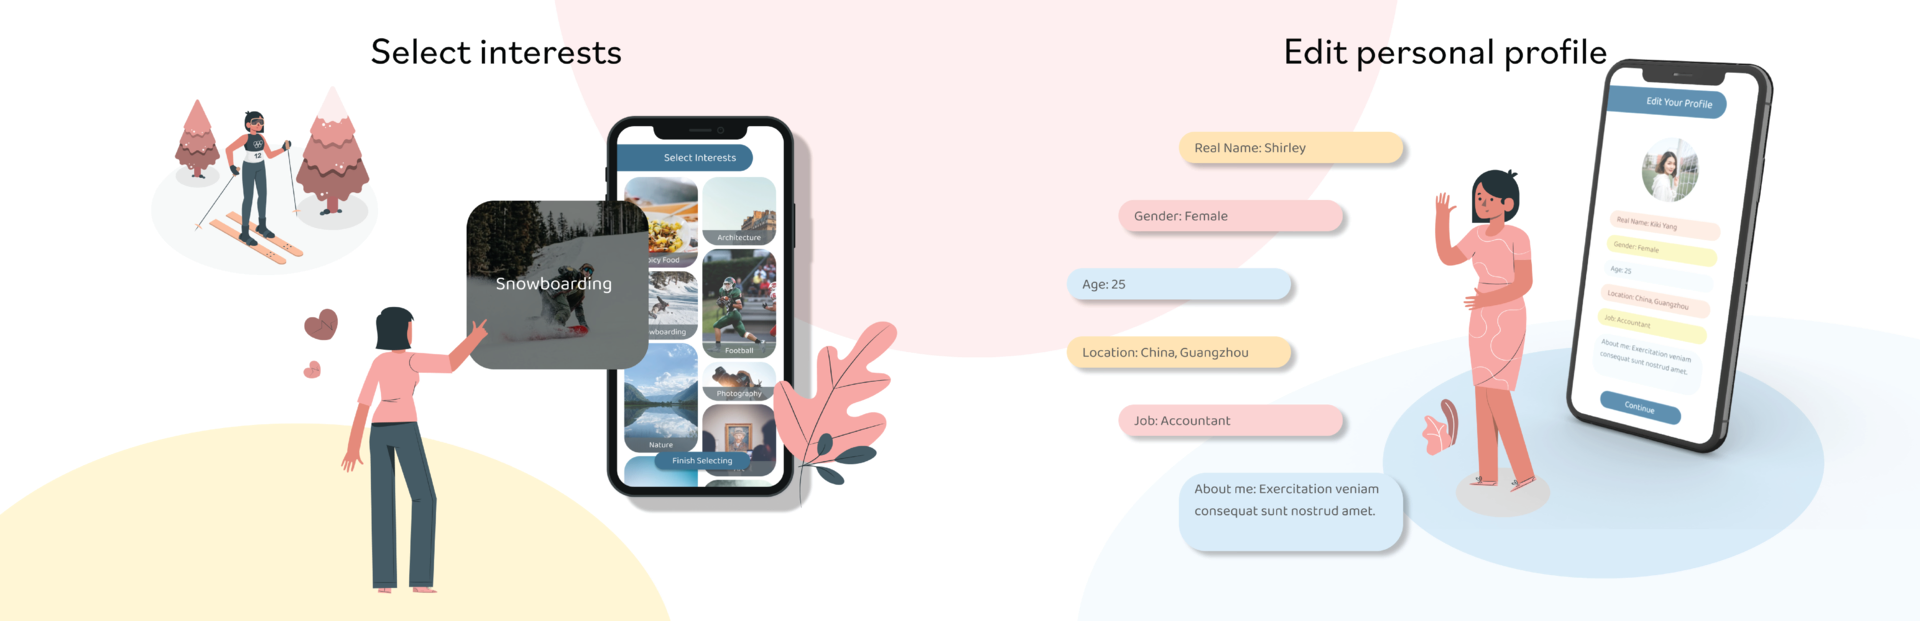 Select interests
Select Interests
Snowboarding
picy Food
Architecture
wboarding
Football
Photography
Nature
Finish Selecting
12
Edit personal profile
Real Name: Shirley
Gender: Female
Age: 25
Location: China, Guangzhou
Job: Accountant
About me: Exercitation veniam
consequat sunt nostrud amet.
Edit Your Profile
Real Name: Kiki Yang
Gender: Female
Age: 25
Location: China, Guangzhou
Job: Accountant
About me: Exercitation veniam
consequat sunt nostrud amet.
Continue